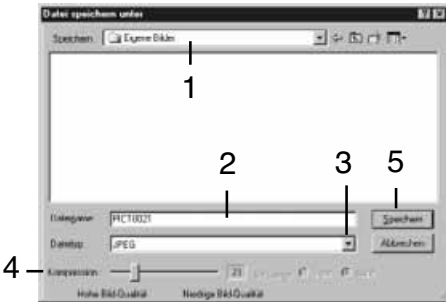 Datei speichern unter
Speichern Eigene Bilder
1
2
3
5
Dateiname PICT0021 Speichern
Dateityp JPEG Abbrechen
4 Kompression 21
Hohe Bild-Qualität Niedrige Bild-Qualität